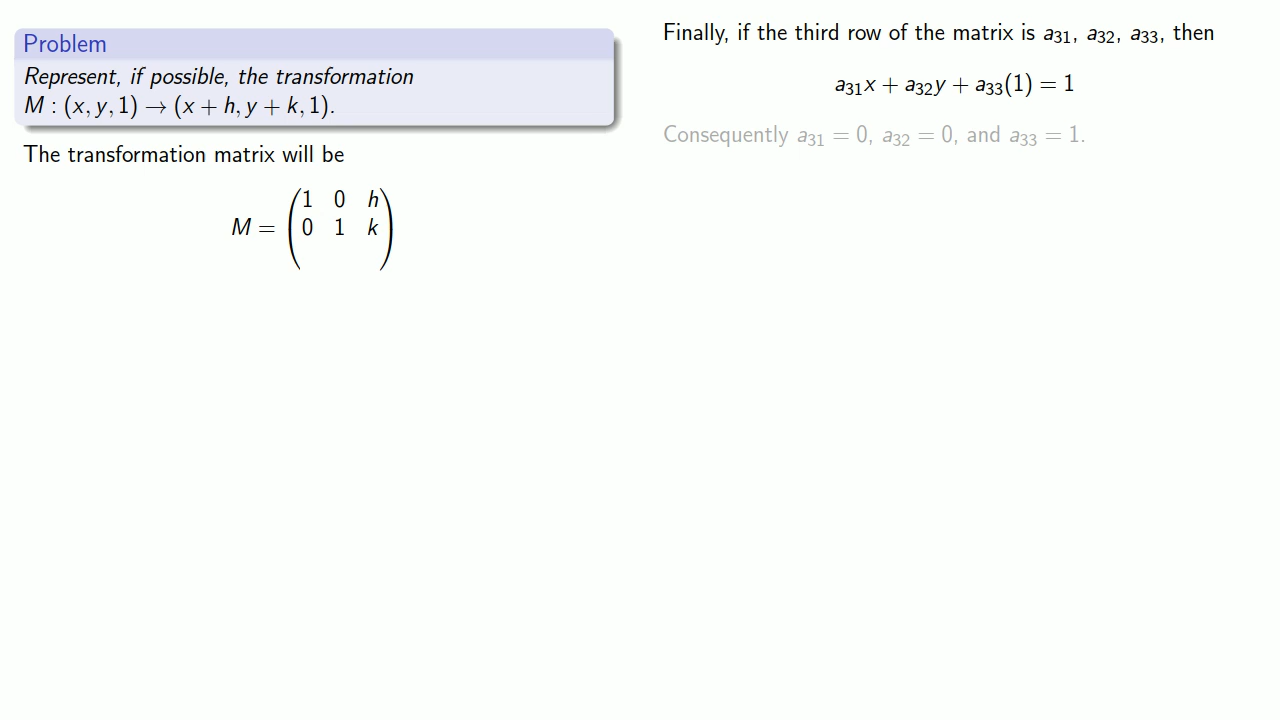 Problem
Represent, if possible, the transformation
M : (x, y, 1) → (x + h, y + k, 1).
The transformation matrix will be
M = ( 1 0 h
0 1 k )
Finally, if the third row of the matrix is a₃₁, a₃₂, a₃₃, then
a₃₁x + a₃₂y + a₃₃(1) = 1
Consequently a₃₁ = 0, a₃₂ = 0, and a₃₃ = 1.